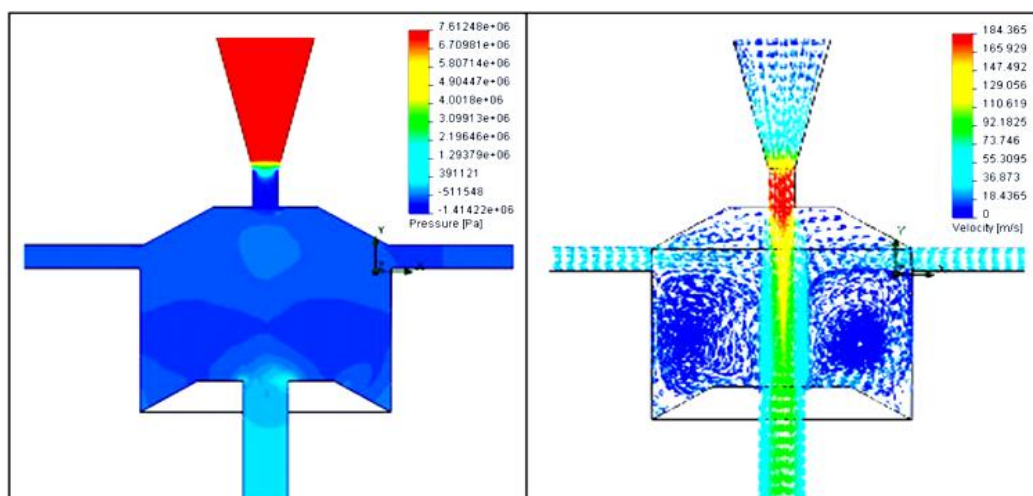 7.61248e+06
6.70981e+06
5.80714e+06
4.90447e+06
4.0018e+06
3.09913e+06
2.19646e+06
1.29379e+06
391121
-511548
-1.41422e+06
Pressure [Pa]
Y
X
184.365
165.929
147.492
129.056
110.619
92.1825
73.746
55.3095
36.873
18.4365
0
Velocity [m/s]
Y